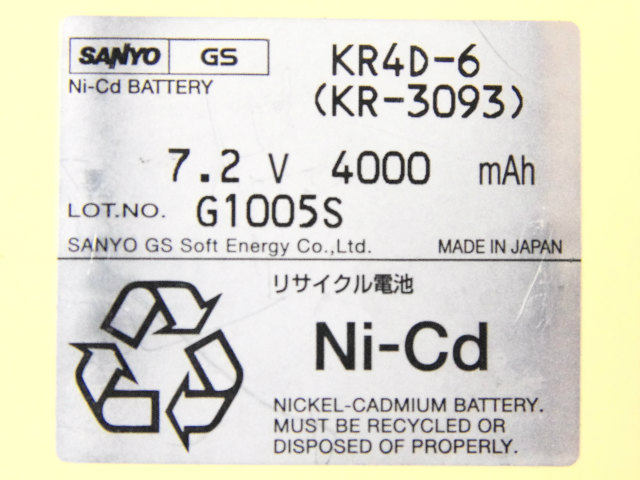 SANYO GS KR4D-6
Ni-Cd BATTERY (KR-3093)
7.2 V 4000 mAh
LOT.NO. G1005S
SANYO GS Soft Energy Co.,Ltd. MADE IN JAPAN
リサイクル電池
Ni-Cd
NICKEL-CADMIUM BATTERY.
MUST BE RECYCLED OR
DISPOSED OF PROPERLY.